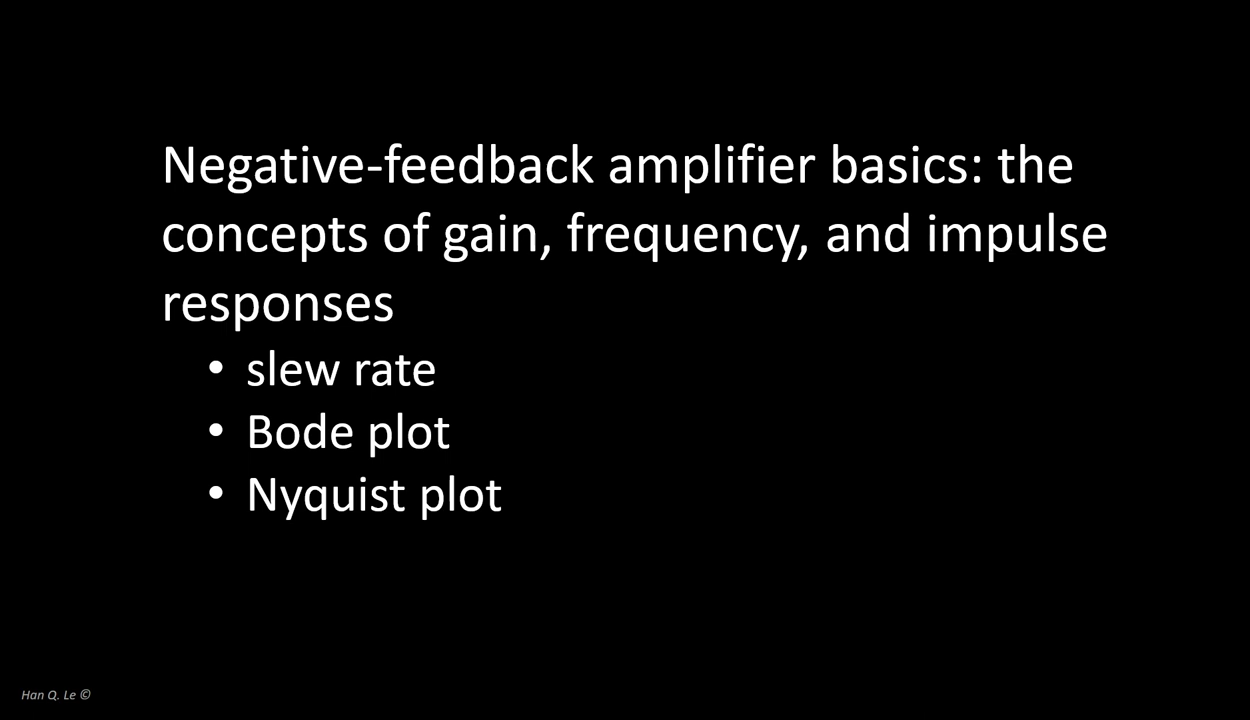 Negative-feedback amplifier basics: the
concepts of gain, frequency, and impulse
responses
• slew rate
• Bode plot
• Nyquist plot
Han Q. Le ©